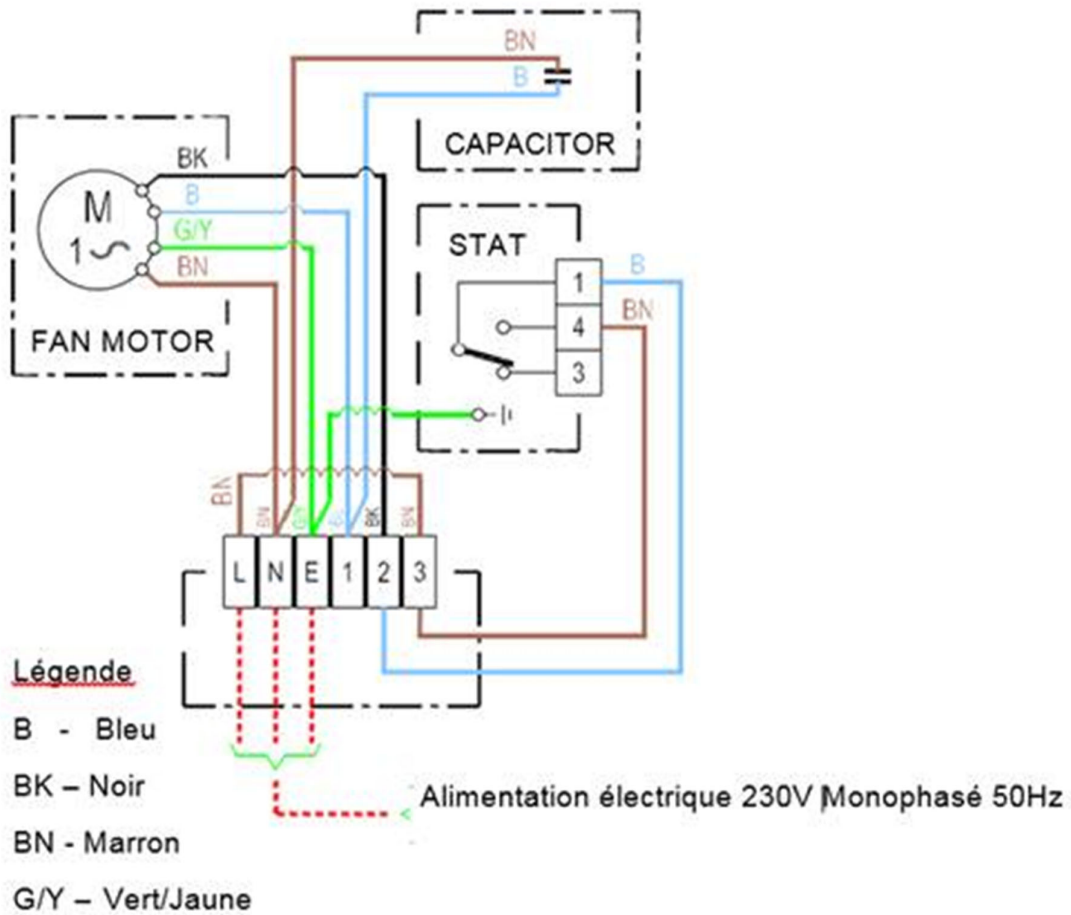 BN
B
CAPACITOR
BK
B
G/Y
BN
M
1
FAN MOTOR
STAT
1
4
3
B
BN
BN
BN
G/Y
BK
BN
L N E 1 2 3
Légende
B - Bleu
BK – Noir
BN - Marron
G/Y – Vert/Jaune
Alimentation électrique 230V Monophasé 50Hz